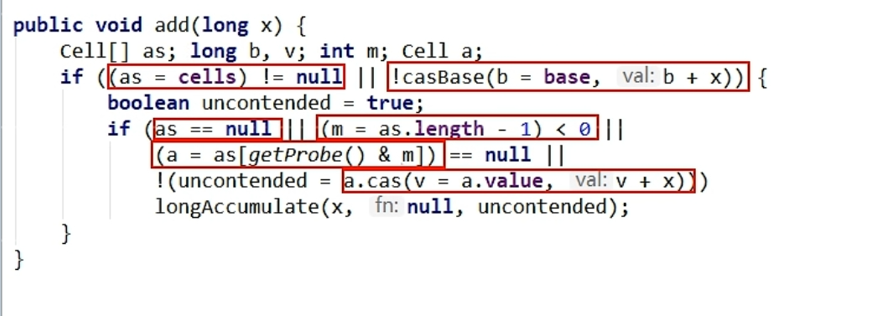 public void add(long x) {
Cell[] as; long b, v; int m; Cell a;
if ((as = cells) != null || !casBase(b = base, val: b + x)) {
boolean uncontended = true;
if (as == null || (m = as.length - 1) < 0 ||
(a = as[getProbe() & m]) == null ||
!(uncontended = a.cas(v = a.value, val: v + x)))
longAccumulate(x, fn: null, uncontended);
}
}